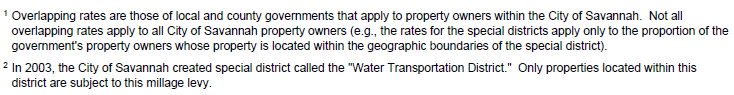 ¹ Overlapping rates are those of local and county governments that apply to property owners within the City of Savannah.  Not all
overlapping rates apply to all City of Savannah property owners (e.g., the rates for the special districts apply only to the proportion of the
government's property owners whose property is located within the geographic boundaries of the special district).
² In 2003, the City of Savannah created special district called the "Water Transportation District."  Only properties located within this
district are subject to this millage levy.